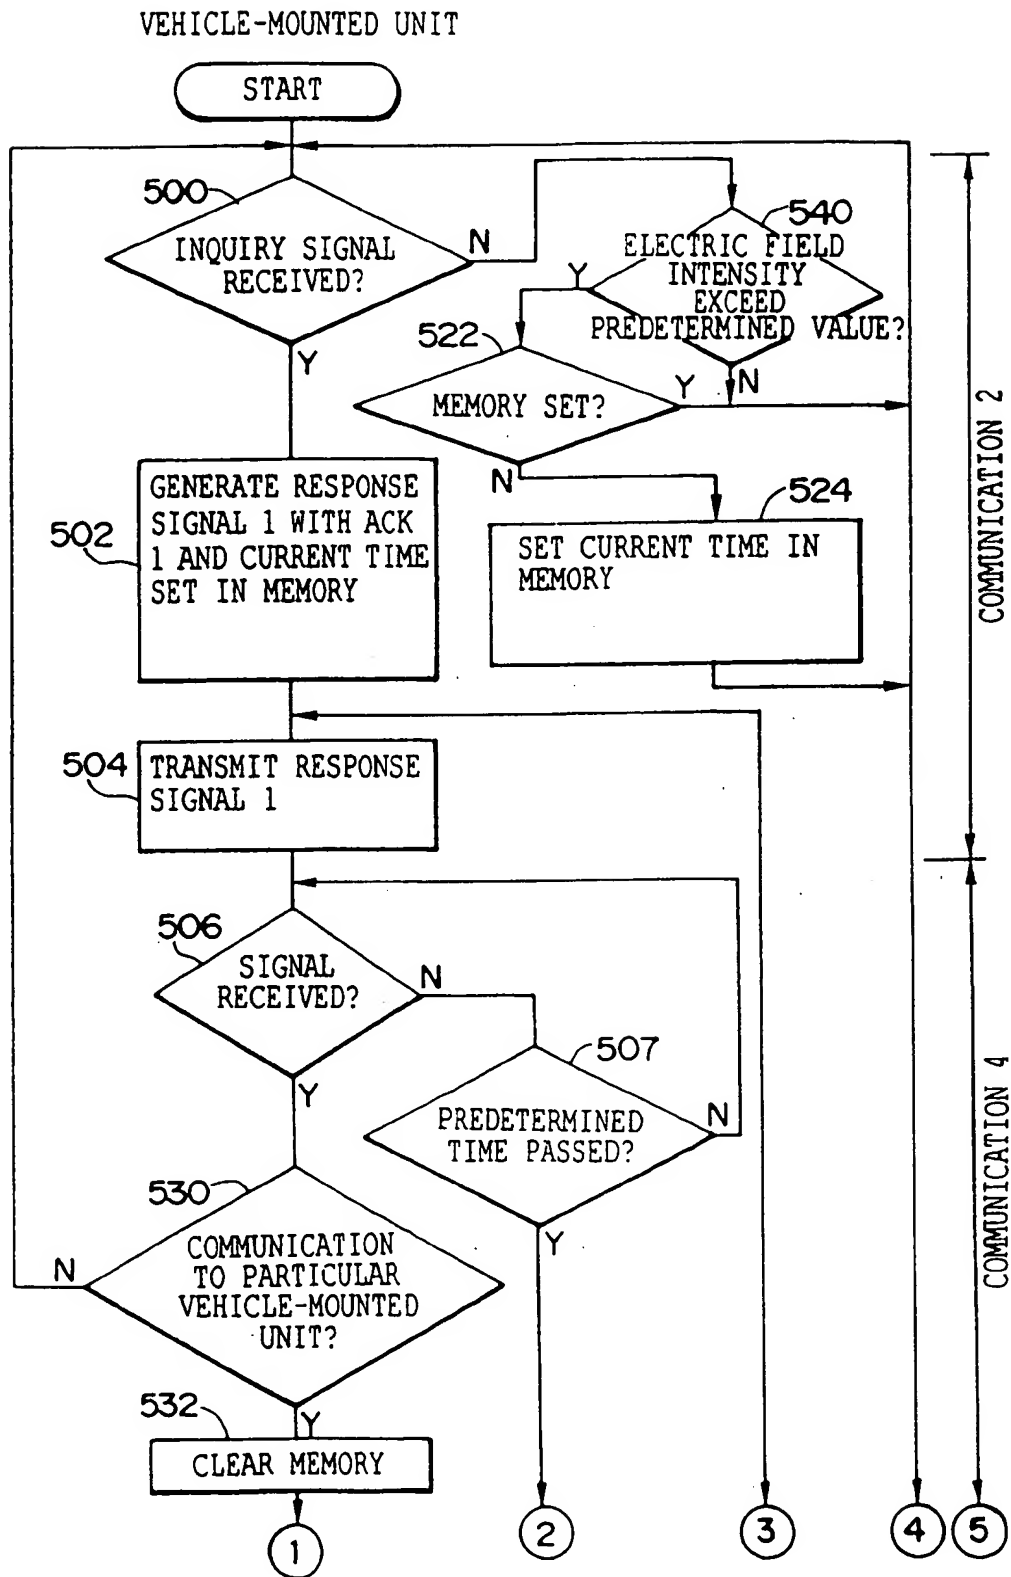 VEHICLE-MOUNTED UNIT
START
500
INQUIRY SIGNAL
RECEIVED?
N
Y
540
ELECTRIC FIELD
INTENSITY
EXCEED
PREDETERMINED VALUE?
Y
N
522
MEMORY SET?
Y
N
502
GENERATE RESPONSE
SIGNAL 1 WITH ACK
1 AND CURRENT TIME
SET IN MEMORY
524
SET CURRENT TIME IN
MEMORY
COMMUNICATION 2
504
TRANSMIT RESPONSE
SIGNAL 1
506
SIGNAL
RECEIVED?
N
Y
507
PREDETERMINED
TIME PASSED?
N
Y
COMMUNICATION 4
530
COMMUNICATION
TO PARTICULAR
VEHICLE-MOUNTED
UNIT?
N
Y
532
CLEAR MEMORY
1
2
3
4
5